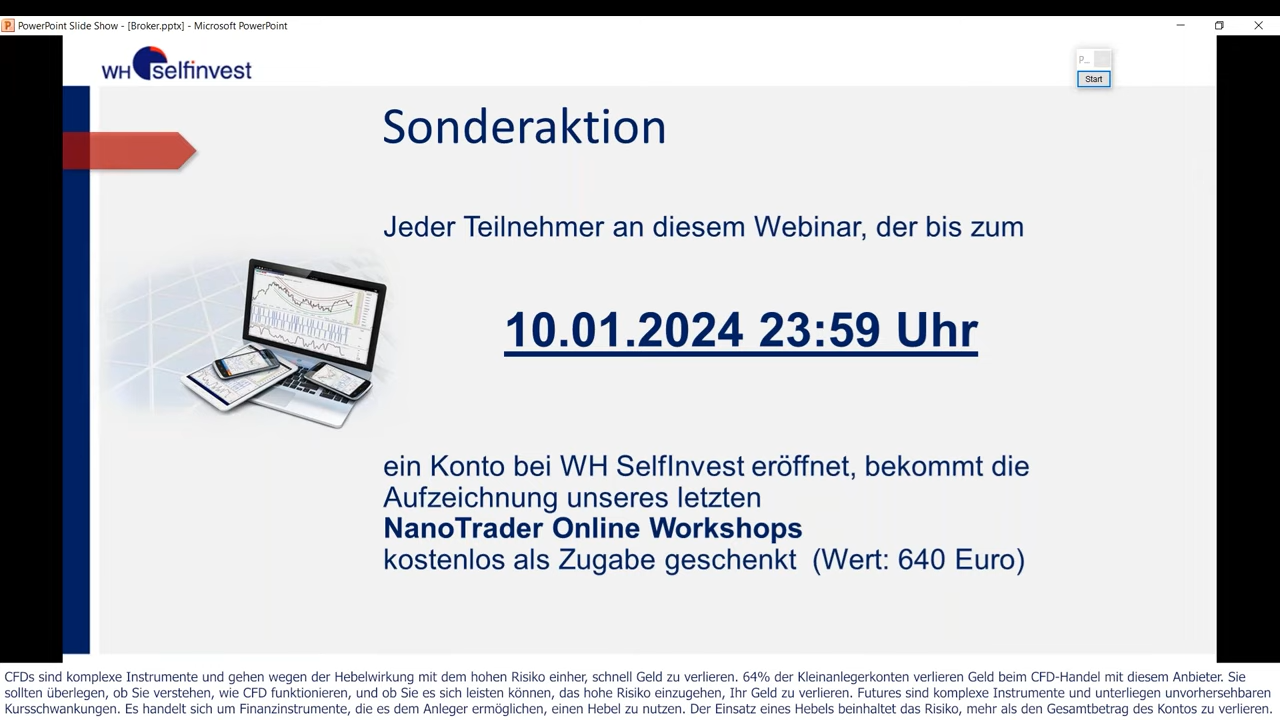 PowerPoint Slide Show - [Broker.pptx] - Microsoft PowerPoint
WH selfinvest
P...
Start
Sonderaktion
Jeder Teilnehmer an diesem Webinar, der bis zum
10.01.2024 23:59 Uhr
ein Konto bei WH SelfInvest eröffnet, bekommt die
Aufzeichnung unseres letzten
NanoTrader Online Workshops
kostenlos als Zugabe geschenkt (Wert: 640 Euro)
CFDs sind komplexe Instrumente und gehen wegen der Hebelwirkung mit dem hohen Risiko einher, schnell Geld zu verlieren. 64% der Kleinanlegerkonten verlieren Geld beim CFD-Handel mit diesem Anbieter. Sie
sollten überlegen, ob Sie verstehen, wie CFD funktionieren, und ob Sie es sich leisten können, das hohe Risiko einzugehen, Ihr Geld zu verlieren. Futures sind komplexe Instrumente und unterliegen unvorhersehbaren
Kursschwankungen. Es handelt sich um Finanzinstrumente, die es dem Anleger ermöglichen, einen Hebel zu nutzen. Der Einsatz eines Hebels beinhaltet das Risiko, mehr als den Gesamtbetrag des Kontos zu verlieren.